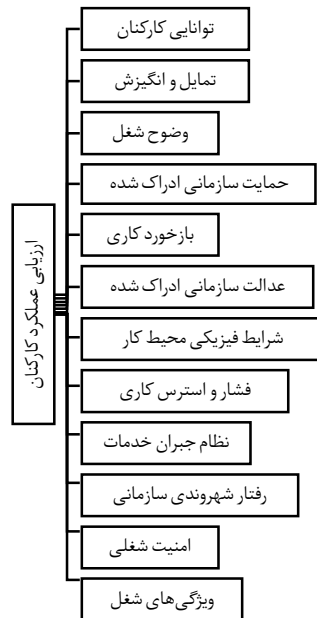 توانایی کارکنان
تمایل و انگیزش
وضوح شغل
حمایت سازمانی ادراک شده
بازخورد کاری
عدالت سازمانی ادراک شده
شرایط فیزیکی محیط کار
فشار و استرس کاری
نظام جبران خدمات
رفتار شهروندی سازمانی
امنیت شغلی
ویژگی‌های شغل
ارزیابی عملکرد کارکنان